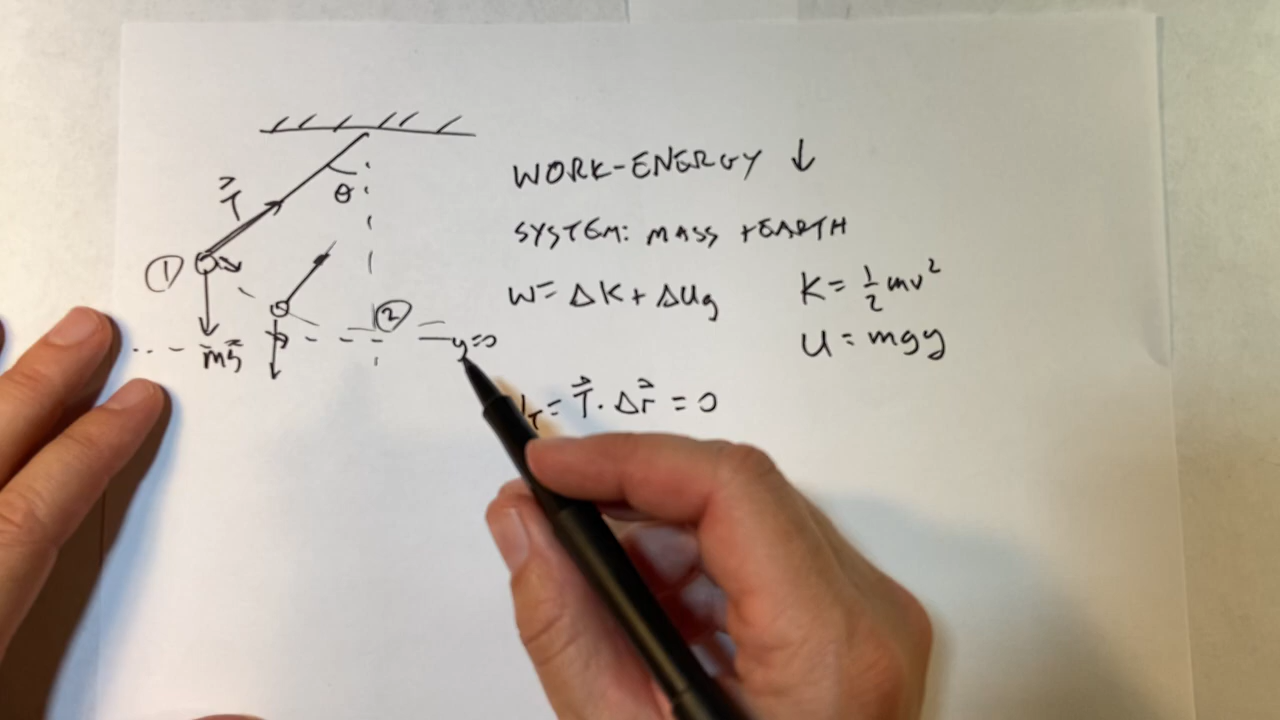 WORK-ENERGY ↓
SYSTEM: MASS + EARTH
W = ΔK + ΔUg
K = ½mv²
U = mgy
T⃗
θ
①
②
mg⃗
y=0
T = T⃗ · Δr⃗ = 0